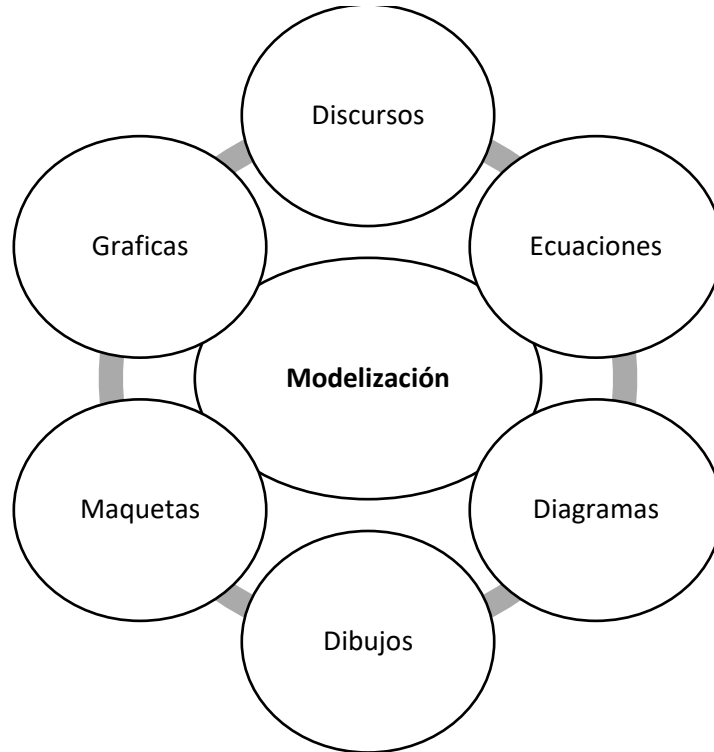 Discursos
Graficas
Ecuaciones
Modelización
Maquetas
Diagramas
Dibujos